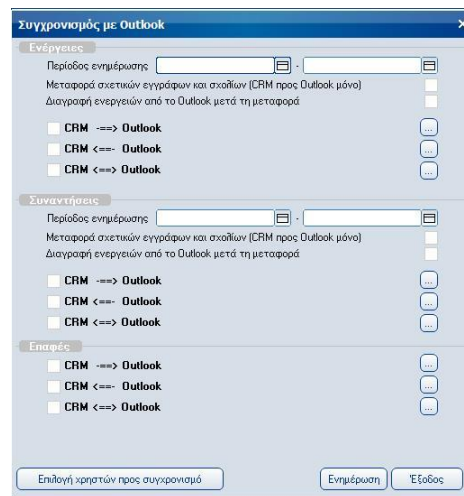 Συγχρονισμός με Outlook
Ενέργειες
Περίοδος ενημέρωσης -
Μεταφορά σχετικών εγγράφων και σχολίων (CRM προς Outlook μόνο)
Διαγραφή ενεργειών από το Outlook μετά τη μεταφορά
CRM -==> Outlook ...
CRM <==- Outlook ...
CRM <==> Outlook ...
Συναντήσεις
Περίοδος ενημέρωσης -
Μεταφορά σχετικών εγγράφων και σχολίων (CRM προς Outlook μόνο)
Διαγραφή ενεργειών από το Outlook μετά τη μεταφορά
CRM -==> Outlook ...
CRM <==- Outlook ...
CRM <==> Outlook ...
Επαφές
CRM -==> Outlook ...
CRM <==- Outlook ...
CRM <==> Outlook ...
Επιλογή χρηστών προς συγχρονισμό Ενημέρωση Έξοδος